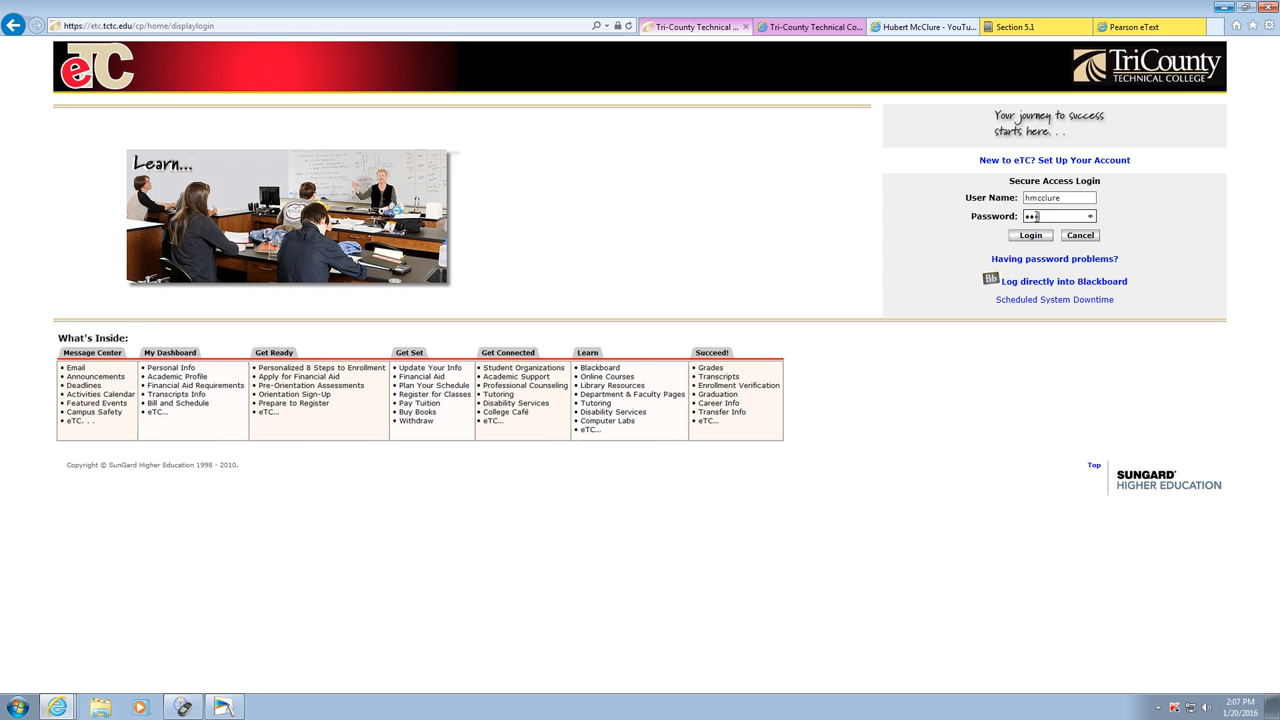 https://etc.tctc.edu/cp/home/displaylogin
Tri-County Technical ...
Tri-County Technical Co...
Hubert McClure - YouTu...
Section 5.1
Pearson eText
eTC
TriCounty
TECHNICAL COLLEGE
Your journey to success
starts here. . .
Learn...
New to eTC? Set Up Your Account
Secure Access Login
User Name: hmcclure
Password:
Login Cancel
Having password problems?
Bb Log directly into Blackboard
Scheduled System Downtime
What's Inside:
Message Center
• Email
• Announcements
• Deadlines
• Activities Calendar
• Featured Events
• Campus Safety
• eTC. . .
My Dashboard
• Personal Info
• Academic Profile
• Financial Aid Requirements
• Transcripts Info
• Bill and Schedule
• eTC...
Get Ready
• Personalized 8 Steps to Enrollment
• Apply for Financial Aid
• Pre-Orientation Assessments
• Orientation Sign-Up
• Prepare to Register
• eTC...
Get Set
• Update Your Info
• Financial Aid
• Plan Your Schedule
• Register for Classes
• Pay Tuition
• Buy Books
• Withdraw
Get Connected
• Student Organizations
• Academic Support
• Professional Counseling
• Tutoring
• Disability Services
• College Café
• eTC...
Learn
• Blackboard
• Online Courses
• Library Resources
• Department & Faculty Pages
• Tutoring
• Disability Services
• Computer Labs
• eTC...
Succeed!
• Grades
• Transcripts
• Enrollment Verification
• Graduation
• Career Info
• Transfer Info
• eTC...
Copyright © SunGard Higher Education 1998 - 2010.
Top
SUNGARD®
HIGHER EDUCATION
2:07 PM
1/20/2016